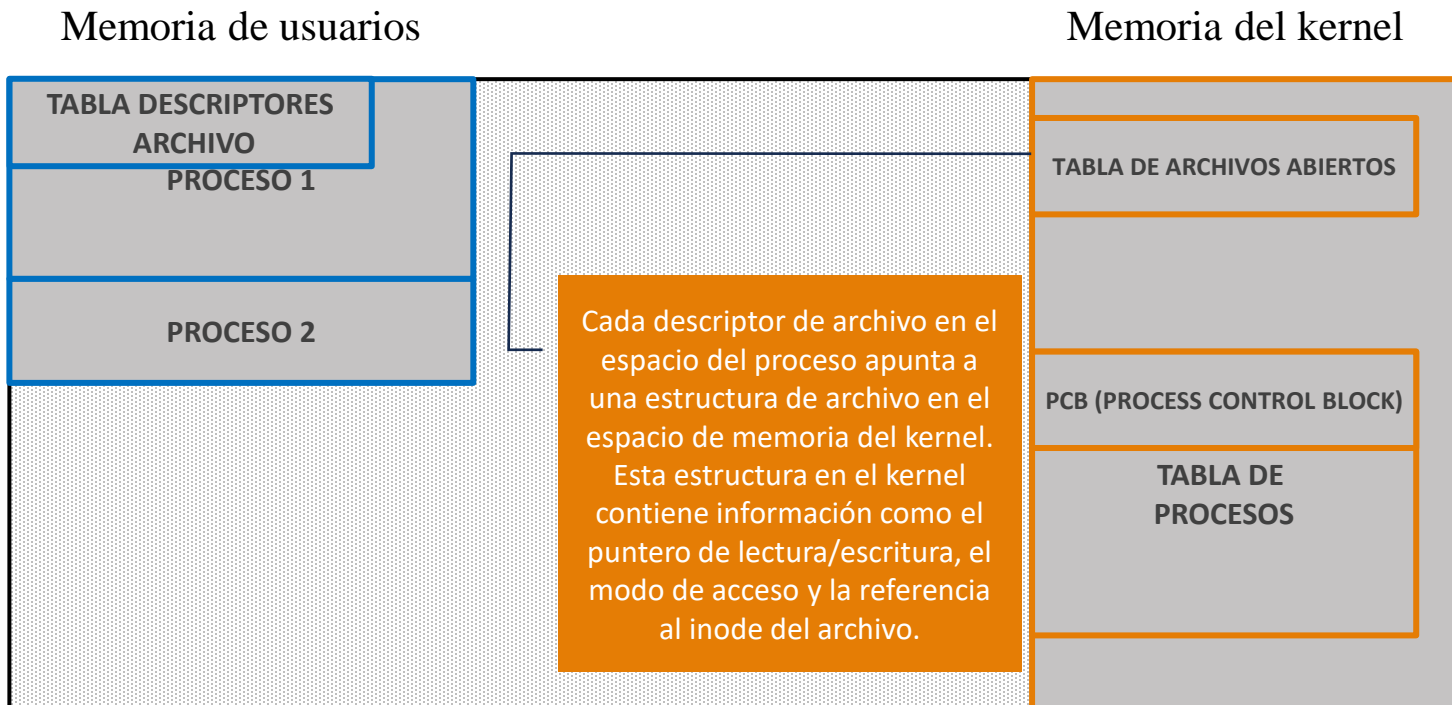 Memoria de usuarios
Memoria del kernel
TABLA DESCRIPTORES
ARCHIVO
PROCESO 1
PROCESO 2
TABLA DE ARCHIVOS ABIERTOS
Cada descriptor de archivo en el
espacio del proceso apunta a
una estructura de archivo en el
espacio de memoria del kernel.
Esta estructura en el kernel
contiene información como el
puntero de lectura/escritura, el
modo de acceso y la referencia
al inode del archivo.
PCB (PROCESS CONTROL BLOCK)
TABLA DE
PROCESOS